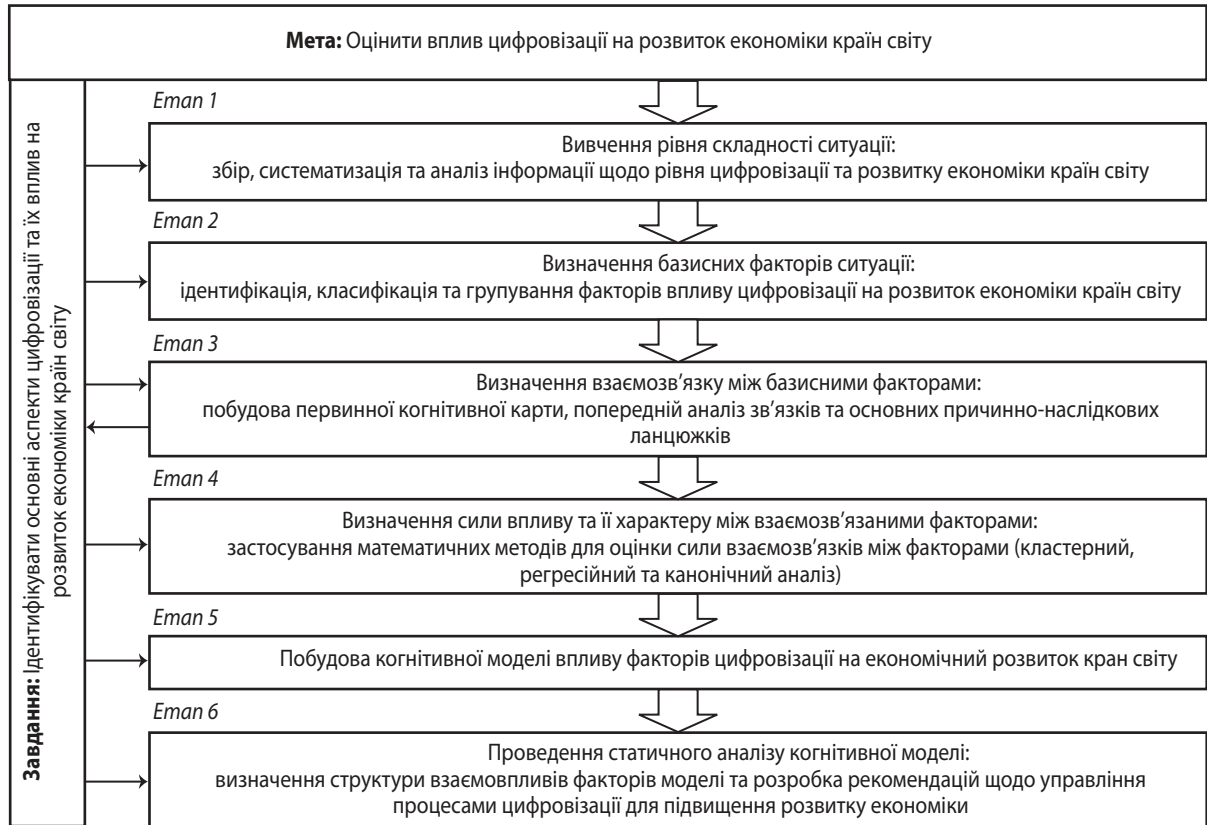 Мета: Оцінити вплив цифровізації на розвиток економіки країн світу
Завдання: Ідентифікувати основні аспекти цифровізації та їх вплив на
розвиток економіки країн світу
Етап 1
Вивчення рівня складності ситуації:
збір, систематизація та аналіз інформації щодо рівня цифровізації та розвитку економіки країн світу
Етап 2
Визначення базисних факторів ситуації:
ідентифікація, класифікація та групування факторів впливу цифровізації на розвиток економіки країн світу
Етап 3
Визначення взаємозв'язку між базисними факторами:
побудова первинної когнітивної карти, попередній аналіз зв'язків та основних причинно-наслідкових
ланцюжків
Етап 4
Визначення сили впливу та її характеру між взаємозв'язаними факторами:
застосування математичних методів для оцінки сили взаємозв'язків між факторами (кластерний,
регресійний та канонічний аналіз)
Етап 5
Побудова когнітивної моделі впливу факторів цифровізації на економічний розвиток кран світу
Етап 6
Проведення статичного аналізу когнітивної моделі:
визначення структури взаємовпливів факторів моделі та розробка рекомендацій щодо управління
процесами цифровізації для підвищення розвитку економіки